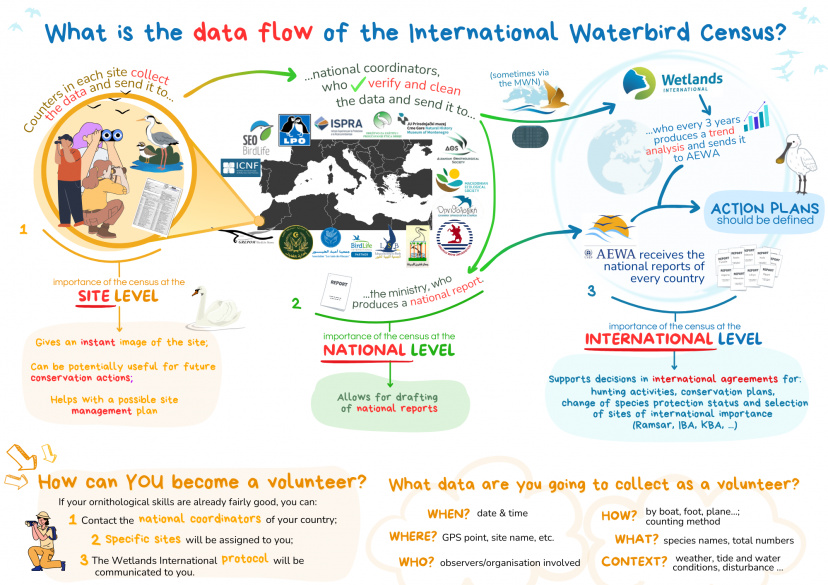 What is the data flow of the International Waterbird Census?
Counters in each site collect
the data and send it to...
...national coordinators,
who verify and clean
the data and send it to...
(sometimes via
the MWN)
Wetlands
INTERNATIONAL
...who every 3 years
produces a trend
analysis and sends it
to AEWA
ACTION PLANS
should be defined
SEO
BirdLife
LPO
ISPRA
AOS
ICNF
BirdLife
PARTNER
1
importance of the census at the
SITE LEVEL
Gives an instant image of the site;
Can be potentially useful for future
conservation actions;
Helps with a possible site
management plan
REPORT
2
...the ministry, who
produces a national report.
importance of the census at the
NATIONAL LEVEL
Allows for drafting
of national reports
AEWA receives the
national reports of
every country
REPORT
REPORT
REPORT
REPORT
REPORT
REPORT
REPORT
REPORT
3
importance of the census at the
INTERNATIONAL LEVEL
Supports decisions in international agreements for:
hunting activities, conservation plans,
change of species protection status and selection
of sites of international importance
(Ramsar, IBA, KBA, ...)
How can YOU become a volunteer?
If your ornithological skills are already fairly good, you can:
1 Contact the national coordinators of your country;
2 Specific sites will be assigned to you;
3 The Wetlands International protocol will be
communicated to you.
What data are you going to collect as a volunteer?
WHEN? date & time
WHERE? GPS point, site name, etc.
WHO? observers/organisation involved
HOW? by boat, foot, plane...;
counting method
WHAT? species names, total numbers
CONTEXT? weather, tide and water
conditions, disturbance ...